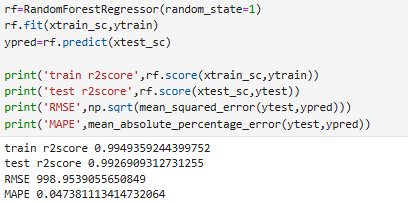 rf=RandomForestRegressor(random_state=1)
rf.fit(xtrain_sc,ytrain)
ypred=rf.predict(xtest_sc)
print('train r2score',rf.score(xtrain_sc,ytrain))
print('test r2score',rf.score(xtest_sc,ytest))
print('RMSE',np.sqrt(mean_squared_error(ytest,ypred)))
print('MAPE',mean_absolute_percentage_error(ytest,ypred))
train r2score 0.9949359244399752
test r2score 0.9926909312731255
RMSE 998.9539055650849
MAPE 0.047381113414732064